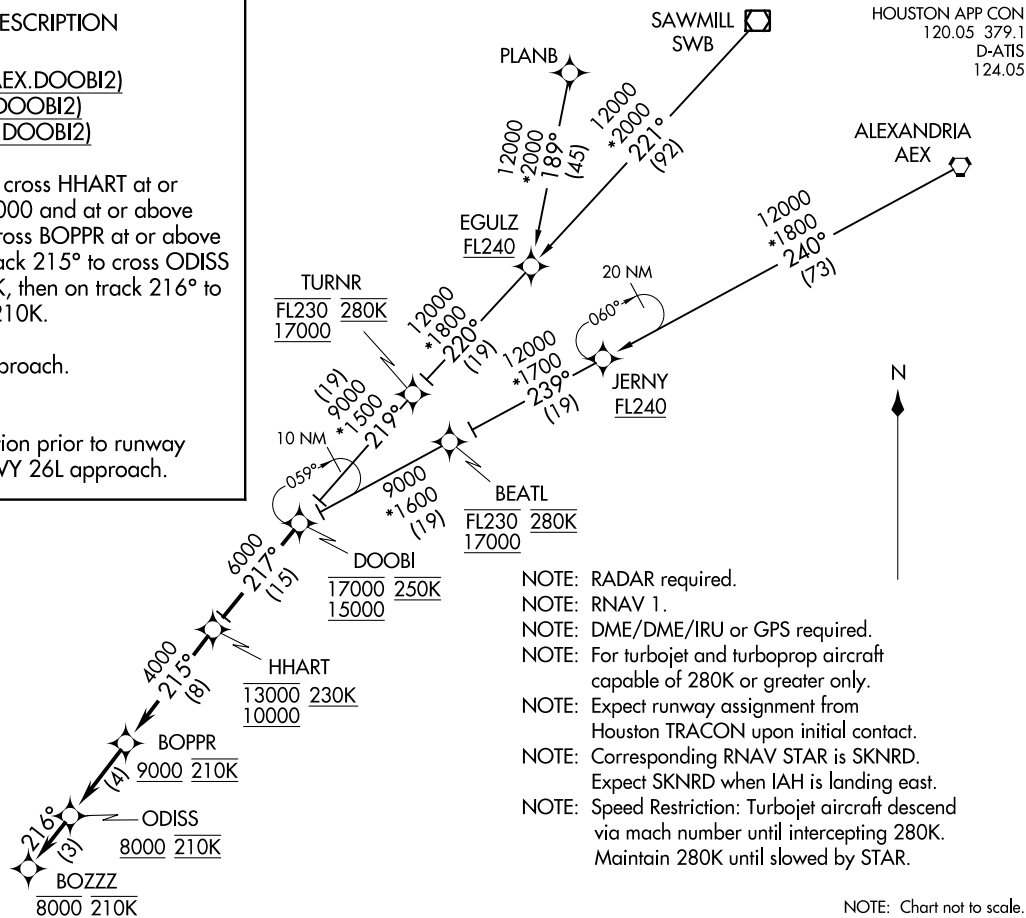 ESCRIPTION
AEX.DOOBI2)
DOOBI2)
DOOBI2)
cross HHART at or
000 and at or above
ross BOPPR at or above
ack 215° to cross ODISS
K, then on track 216° to
210K.
proach.
tion prior to runway
WY 26L approach.
HOUSTON APP CON
120.05 379.1
D-ATIS
124.05
SAWMILL
SWB
PLANB
12000
*2000
189°
(45)
12000
*2000
221°
(92)
ALEXANDRIA
AEX
12000
*1800
240°
(73)
EGULZ
FL240
TURNR
FL230 280K
17000
12000
*1800
220°
(19)
20 NM
060°
12000
*1700
239°
(19)
JERNY
FL240
N
(19)
9000
*1500
219°
10 NM
059°
9000
*1600
(19)
BEATL
FL230 280K
17000
DOOBI
17000 250K
15000
6000
217°
(15)
HHART
13000 230K
10000
4000
215°
(8)
BOPPR
9000 210K
(4)
ODISS
8000 210K
216°
(3)
BOZZZ
8000 210K
NOTE: RADAR required.
NOTE: RNAV 1.
NOTE: DME/DME/IRU or GPS required.
NOTE: For turbojet and turboprop aircraft
capable of 280K or greater only.
NOTE: Expect runway assignment from
Houston TRACON upon initial contact.
NOTE: Corresponding RNAV STAR is SKNRD.
Expect SKNRD when IAH is landing east.
NOTE: Speed Restriction: Turbojet aircraft descend
via mach number until intercepting 280K.
Maintain 280K until slowed by STAR.
NOTE: Chart not to scale.